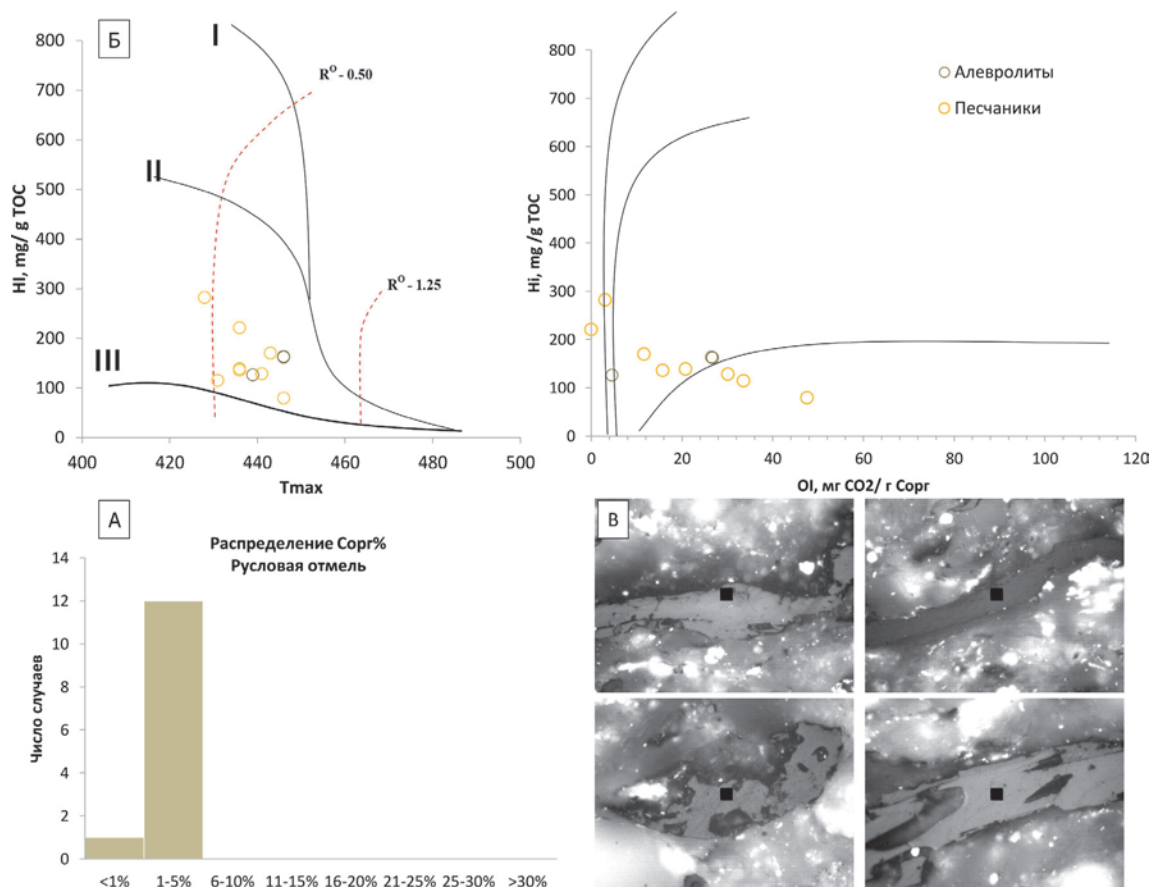 Б
800
700
600
500
400
300
200
100
0
HI, mg/ g TOC
I
II
III
R⁰ - 0.50
R⁰ - 1.25
400
420
440
460
480
500
Tmax
800
700
600
500
400
300
200
100
0
Hi, mg /g TOC
Алевролиты
Песчаники
0
20
40
60
80
100
120
OI, мг CO2/ г Сорг
А
Распределение Сорг%
Русловая отмель
14
12
10
8
6
4
2
0
Число случаев
<1%
1-5%
6-10%
11-15%
16-20%
21-25%
25-30%
>30%
В